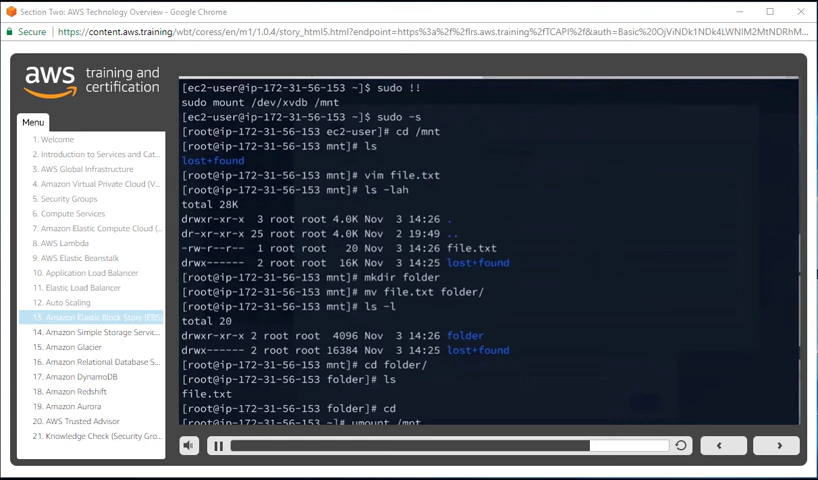 Section Two: AWS Technology Overview - Google Chrome
Secure https://content.aws.training/wbt/coress/en/m1/1.0.4/story_html5.html?endpoint=https%3a%2f%2flrs.aws.training%2fTCAPI%2f&auth=Basic%20OjViNDk1NDk4LWNlM2MtNDRhM...
aws training and certification
Menu
1. Welcome
2. Introduction to Services and Cat...
3. AWS Global Infrastructure
4. Amazon Virtual Private Cloud (V...
5. Security Groups
6. Compute Services
7. Amazon Elastic Compute Cloud (...
8. AWS Lambda
9. AWS Elastic Beanstalk
10. Application Load Balancer
11. Elastic Load Balancer
12. Auto Scaling
13. Amazon Elastic Block Store (EBS)
14. Amazon Simple Storage Servic...
15. Amazon Glacier
16. Amazon Relational Database S...
17. Amazon DynamoDB
18. Amazon Redshift
19. Amazon Aurora
20. AWS Trusted Advisor
21. Knowledge Check (Security Gro...
[ec2-user@ip-172-31-56-153 ~]$ sudo !!
sudo mount /dev/xvdb /mnt
[ec2-user@ip-172-31-56-153 ~]$ sudo -s
[root@ip-172-31-56-153 ec2-user]# cd /mnt
[root@ip-172-31-56-153 mnt]# ls
lost+found
[root@ip-172-31-56-153 mnt]# vim file.txt
[root@ip-172-31-56-153 mnt]# ls -lah
total 28K
drwxr-xr-x 3 root root 4.0K Nov 3 14:26 .
dr-xr-xr-x 25 root root 4.0K Nov 2 19:49 ..
-rw-r--r-- 1 root root 20 Nov 3 14:26 file.txt
drwx------ 2 root root 16K Nov 3 14:25 lost+found
[root@ip-172-31-56-153 mnt]# mkdir folder
[root@ip-172-31-56-153 mnt]# mv file.txt folder/
[root@ip-172-31-56-153 mnt]# ls -l
total 20
drwxr-xr-x 2 root root 4096 Nov 3 14:26 folder
drwx------ 2 root root 16384 Nov 3 14:25 lost+found
[root@ip-172-31-56-153 mnt]# cd folder/
[root@ip-172-31-56-153 folder]# ls
file.txt
[root@ip-172-31-56-153 folder]# cd
[root@ip-172-31-56-153 ~]# umount /mnt